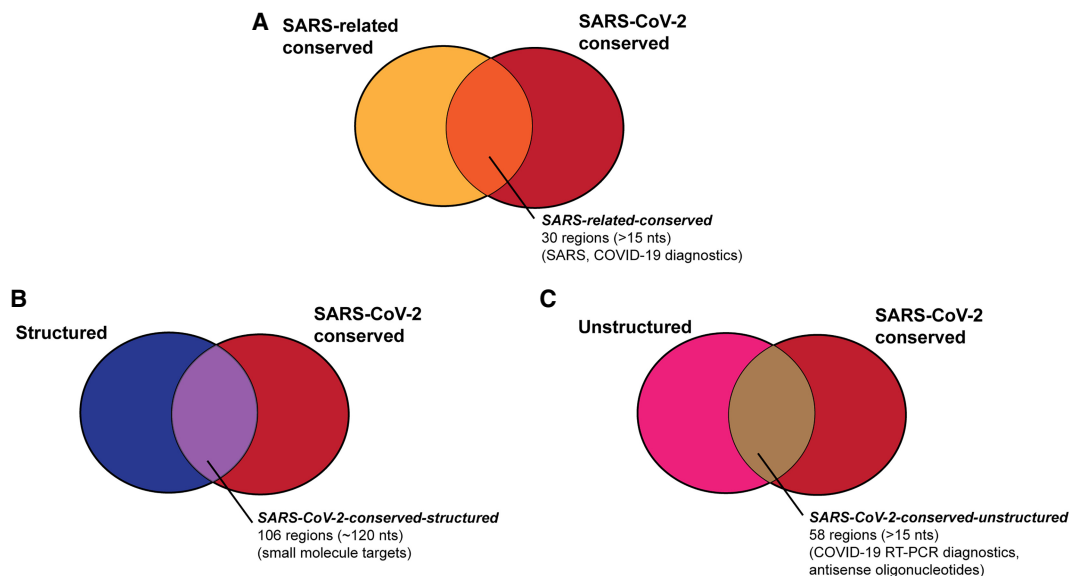 A
SARS-related
conserved
SARS-CoV-2
conserved
SARS-related-conserved
30 regions (>15 nts)
(SARS, COVID-19 diagnostics)
B
Structured
SARS-CoV-2
conserved
SARS-CoV-2-conserved-structured
106 regions (~120 nts)
(small molecule targets)
C
Unstructured
SARS-CoV-2
conserved
SARS-CoV-2-conserved-unstructured
58 regions (>15 nts)
(COVID-19 RT-PCR diagnostics,
antisense oligonucleotides)